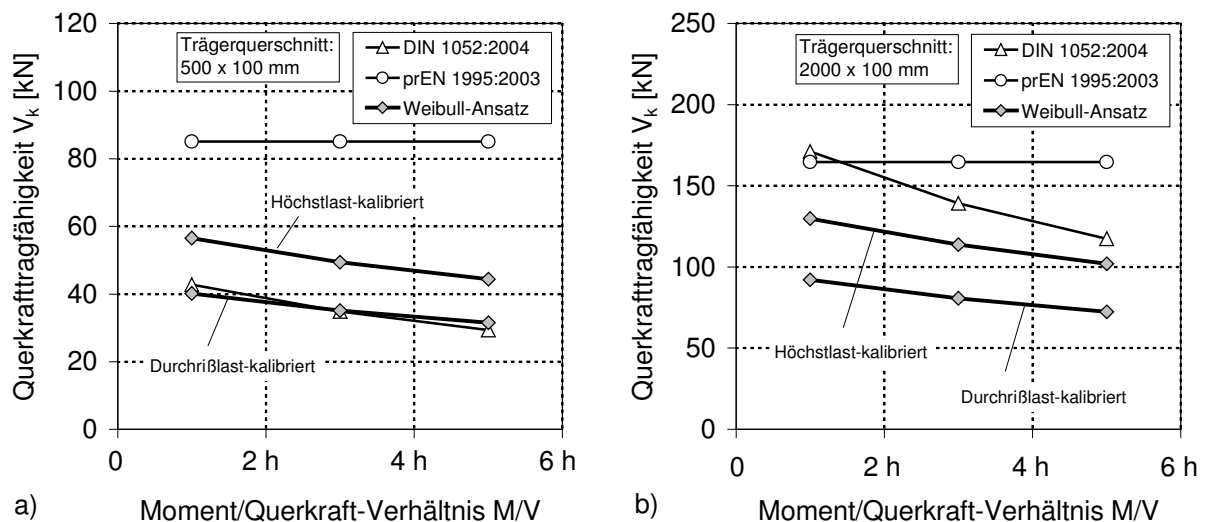 Querkrafttragfähigkeit Vk [kN]
120
100
80
60
40
20
0
Trägerquerschnitt:
500 x 100 mm
DIN 1052:2004
prEN 1995:2003
Weibull-Ansatz
Höchstlast-kalibriert
Durchrißlast-kalibriert
0
2 h
4 h
6 h
a)
Moment/Querkraft-Verhältnis M/V
Querkrafttragfähigkeit Vk [kN]
250
200
150
100
50
0
Trägerquerschnitt:
2000 x 100 mm
DIN 1052:2004
prEN 1995:2003
Weibull-Ansatz
Höchstlast-kalibriert
Durchrißlast-kalibriert
0
2 h
4 h
6 h
b)
Moment/Querkraft-Verhältnis M/V